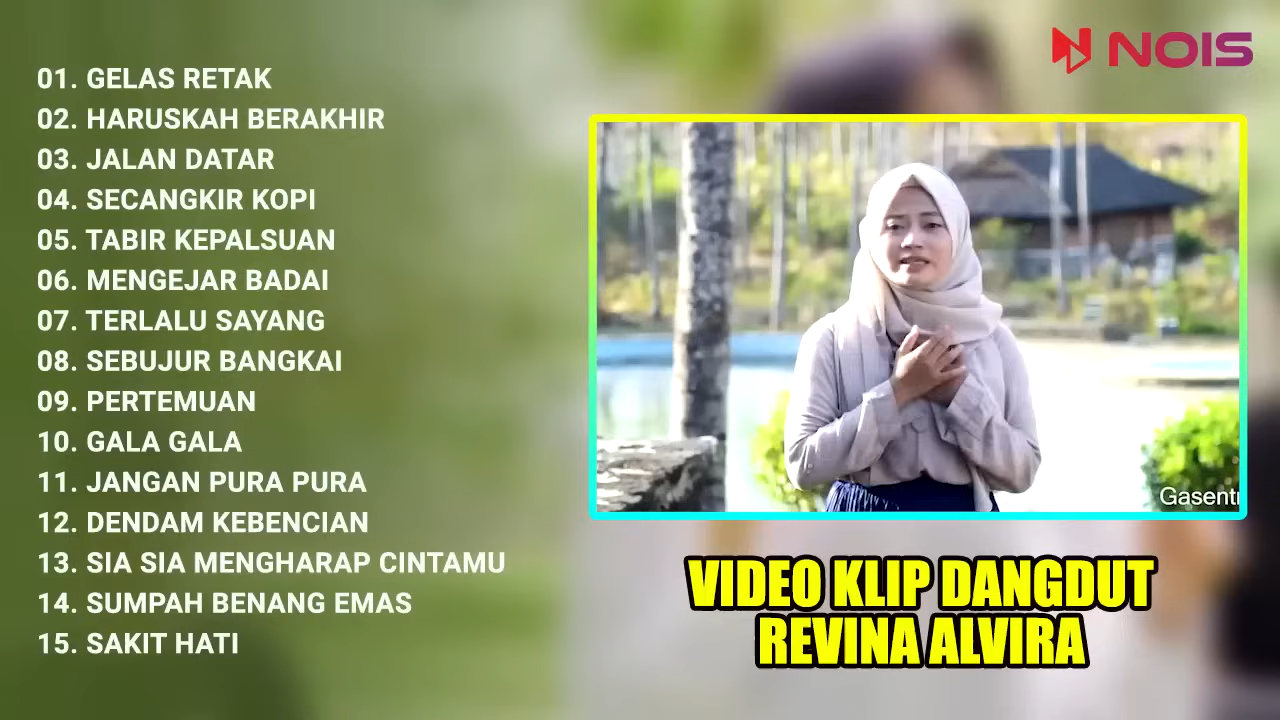 NOIS
01. GELAS RETAK
02. HARUSKAH BERAKHIR
03. JALAN DATAR
04. SECANGKIR KOPI
05. TABIR KEPALSUAN
06. MENGEJAR BADAI
07. TERLALU SAYANG
08. SEBUJUR BANGKAI
09. PERTEMUAN
10. GALA GALA
11. JANGAN PURA PURA
12. DENDAM KEBENCIAN
13. SIA SIA MENGHARAP CINTAMU
14. SUMPAH BENANG EMAS
15. SAKIT HATI
Gasentr
VIDEO KLIP DANGDUT
REVINA ALVIRA